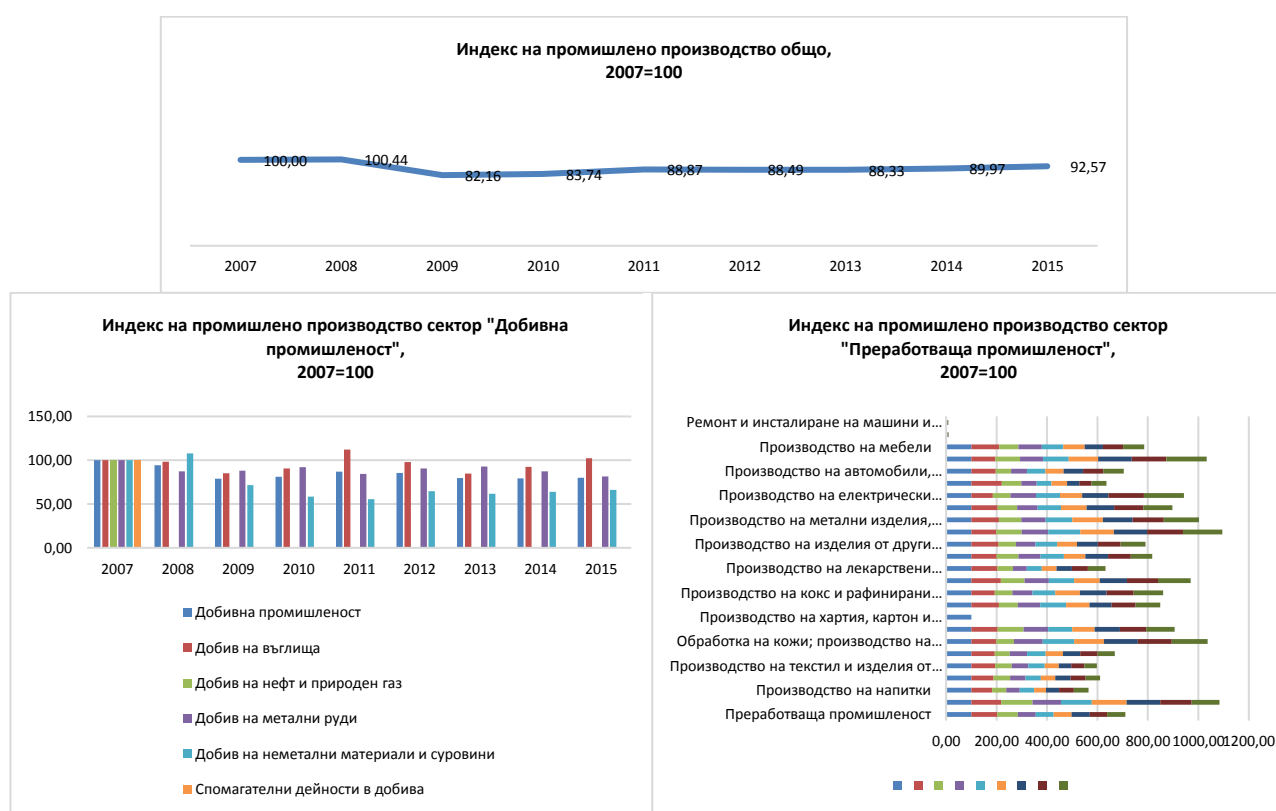 Индекс на промишлено производство общо,
2007=100
100,00 100,44 82,16 83,74 88,87 88,49 88,33 89,97 92,57
2007 2008 2009 2010 2011 2012 2013 2014 2015
Индекс на промишлено производство сектор "Добивна
промишленост",
2007=100
150,00
100,00
50,00
0,00
2007 2008 2009 2010 2011 2012 2013 2014 2015
Добивна промишленост
Добив на въглища
Добив на нефт и природен газ
Добив на метални руди
Добив на неметални материали и суровини
Спомагателни дейности в добива
Индекс на промишлено производство сектор
"Преработваща промишленост",
2007=100
Ремонт и инсталиране на машини и…
Производство на мебели
Производство на автомобили,…
Производство на електрически…
Производство на метални изделия,…
Производство на изделия от други…
Производство на лекарствени…
Производство на кокс и рафинирани…
Производство на хартия, картон и…
Обработка на кожи; производство на…
Производство на текстил и изделия от…
Производство на напитки
Преработваща промишленост
0,00 200,00 400,00 600,00 800,00 1000,00 1200,00